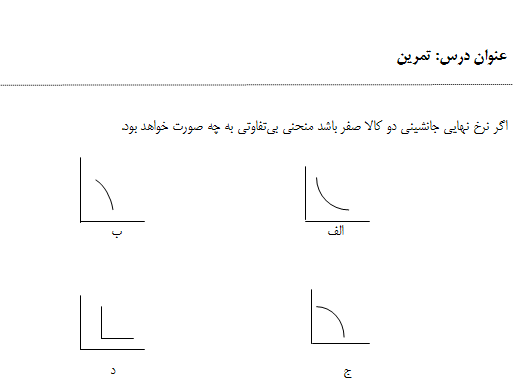 عنوان درس: تمرین
اگر نرخ نهایی جانشینی دو کالا صفر باشد منحنی بی‌تفاوتی به چه صورت خواهد بود.
الف
ب
ج
د